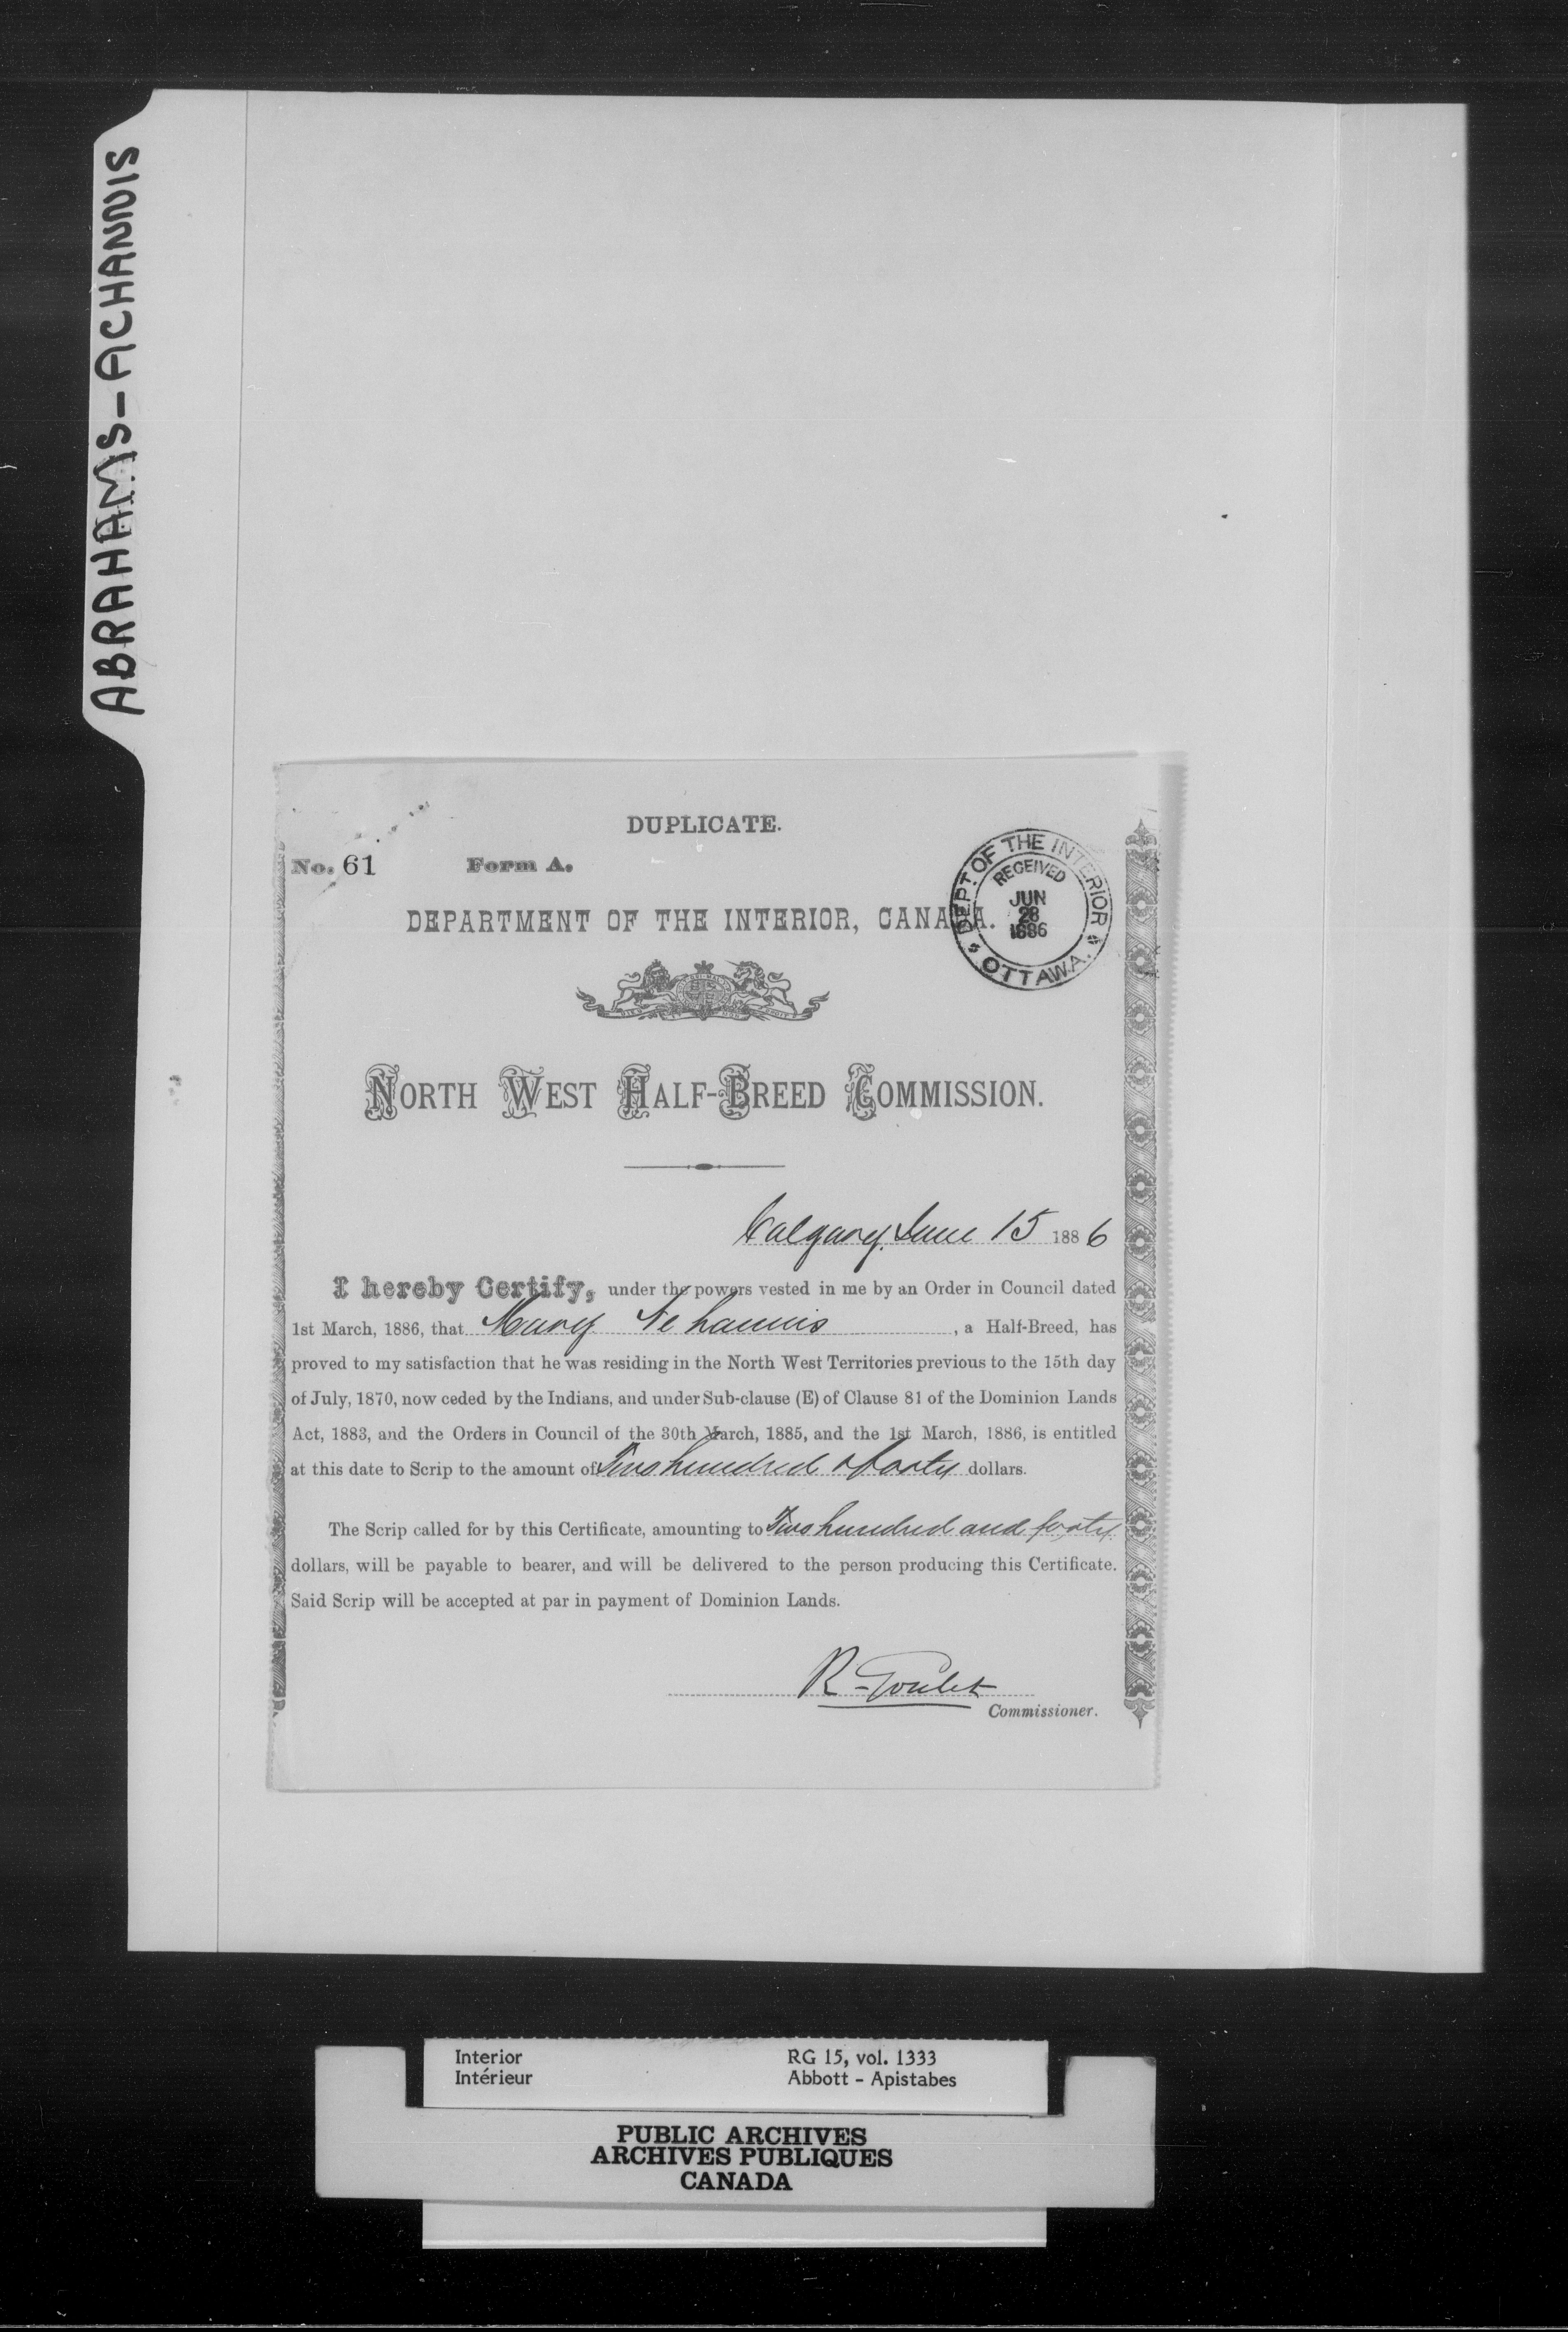 ABRAHAMS-ACHANNIS
DUPLICATE.
No. 61 Form A.
DEPT. OF THE INTERIOR
RECEIVED
JUN
28
1886
OTTAWA.
DEPARTMENT OF THE INTERIOR, CANADA.
NORTH WEST HALF-BREED COMMISSION.
Calgary June 15 1886
I hereby Certify, under the powers vested in me by an Order in Council dated
1st March, 1886, that Mary Achannis, a Half-Breed, has
proved to my satisfaction that he was residing in the North West Territories previous to the 15th day
of July, 1870, now ceded by the Indians, and under Sub-clause (E) of Clause 81 of the Dominion Lands
Act, 1883, and the Orders in Council of the 30th March, 1885, and the 1st March, 1886, is entitled
at this date to Scrip to the amount of Two hundred & forty dollars.
The Scrip called for by this Certificate, amounting to Two hundred and forty
dollars, will be payable to bearer, and will be delivered to the person producing this Certificate.
Said Scrip will be accepted at par in payment of Dominion Lands.
R Goulet
Commissioner.
Interior RG 15, vol. 1333
Intérieur Abbott - Apistabes
PUBLIC ARCHIVES
ARCHIVES PUBLIQUES
CANADA